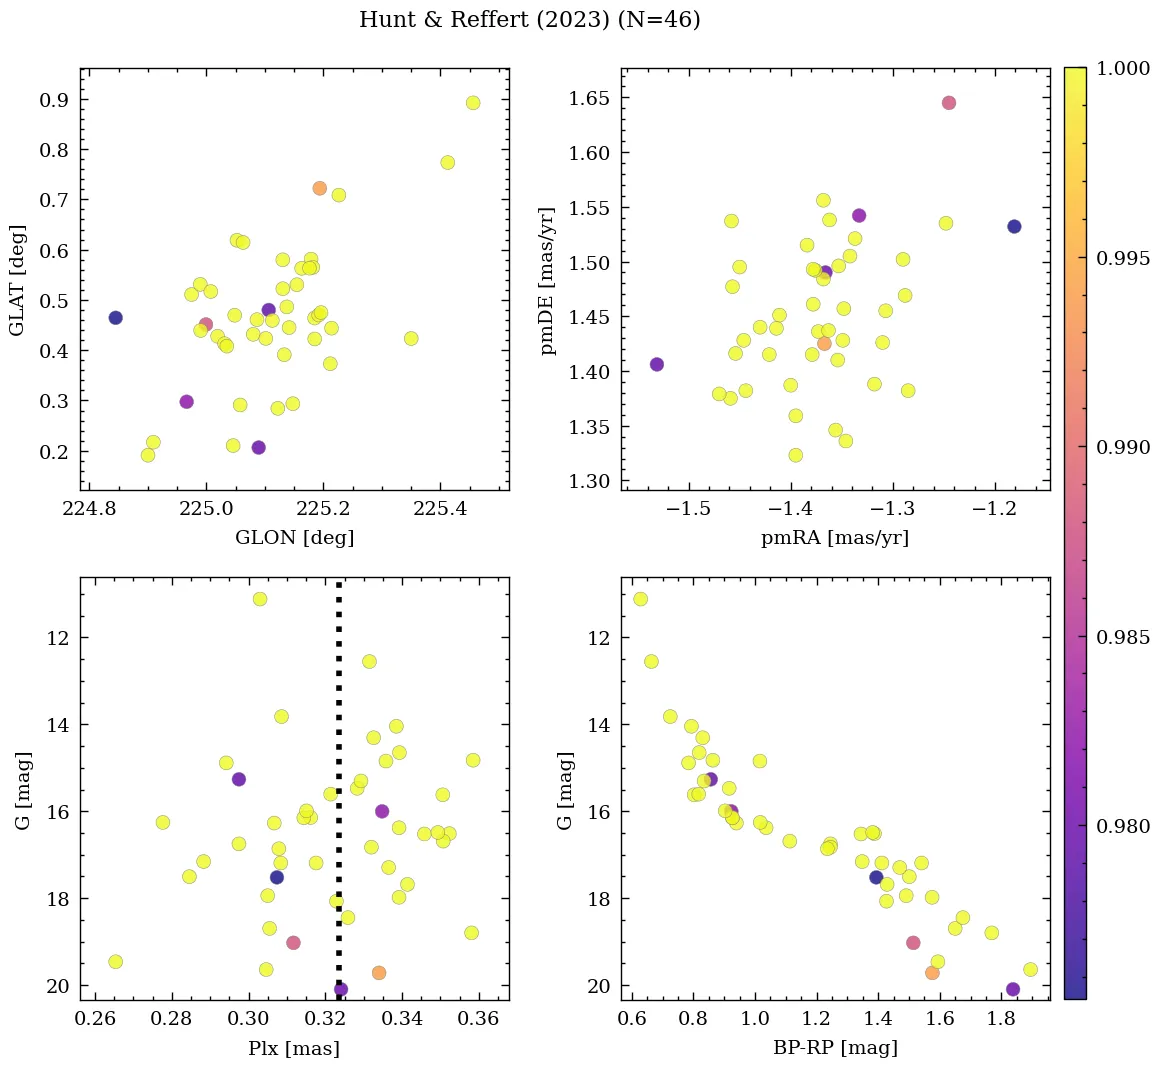 Hunt & Reffert (2023) (N=46)
0.9
0.8
0.7
0.6
0.5
0.4
0.3
0.2
GLAT [deg]
224.8 225.0 225.2 225.4
GLON [deg]
1.65
1.60
1.55
1.50
1.45
1.40
1.35
1.30
pmDE [mas/yr]
−1.5 −1.4 −1.3 −1.2
pmRA [mas/yr]
12
14
16
18
20
G [mag]
0.26 0.28 0.30 0.32 0.34 0.36
Plx [mas]
12
14
16
18
20
G [mag]
0.6 0.8 1.0 1.2 1.4 1.6 1.8
BP-RP [mag]
1.000
0.995
0.990
0.985
0.980